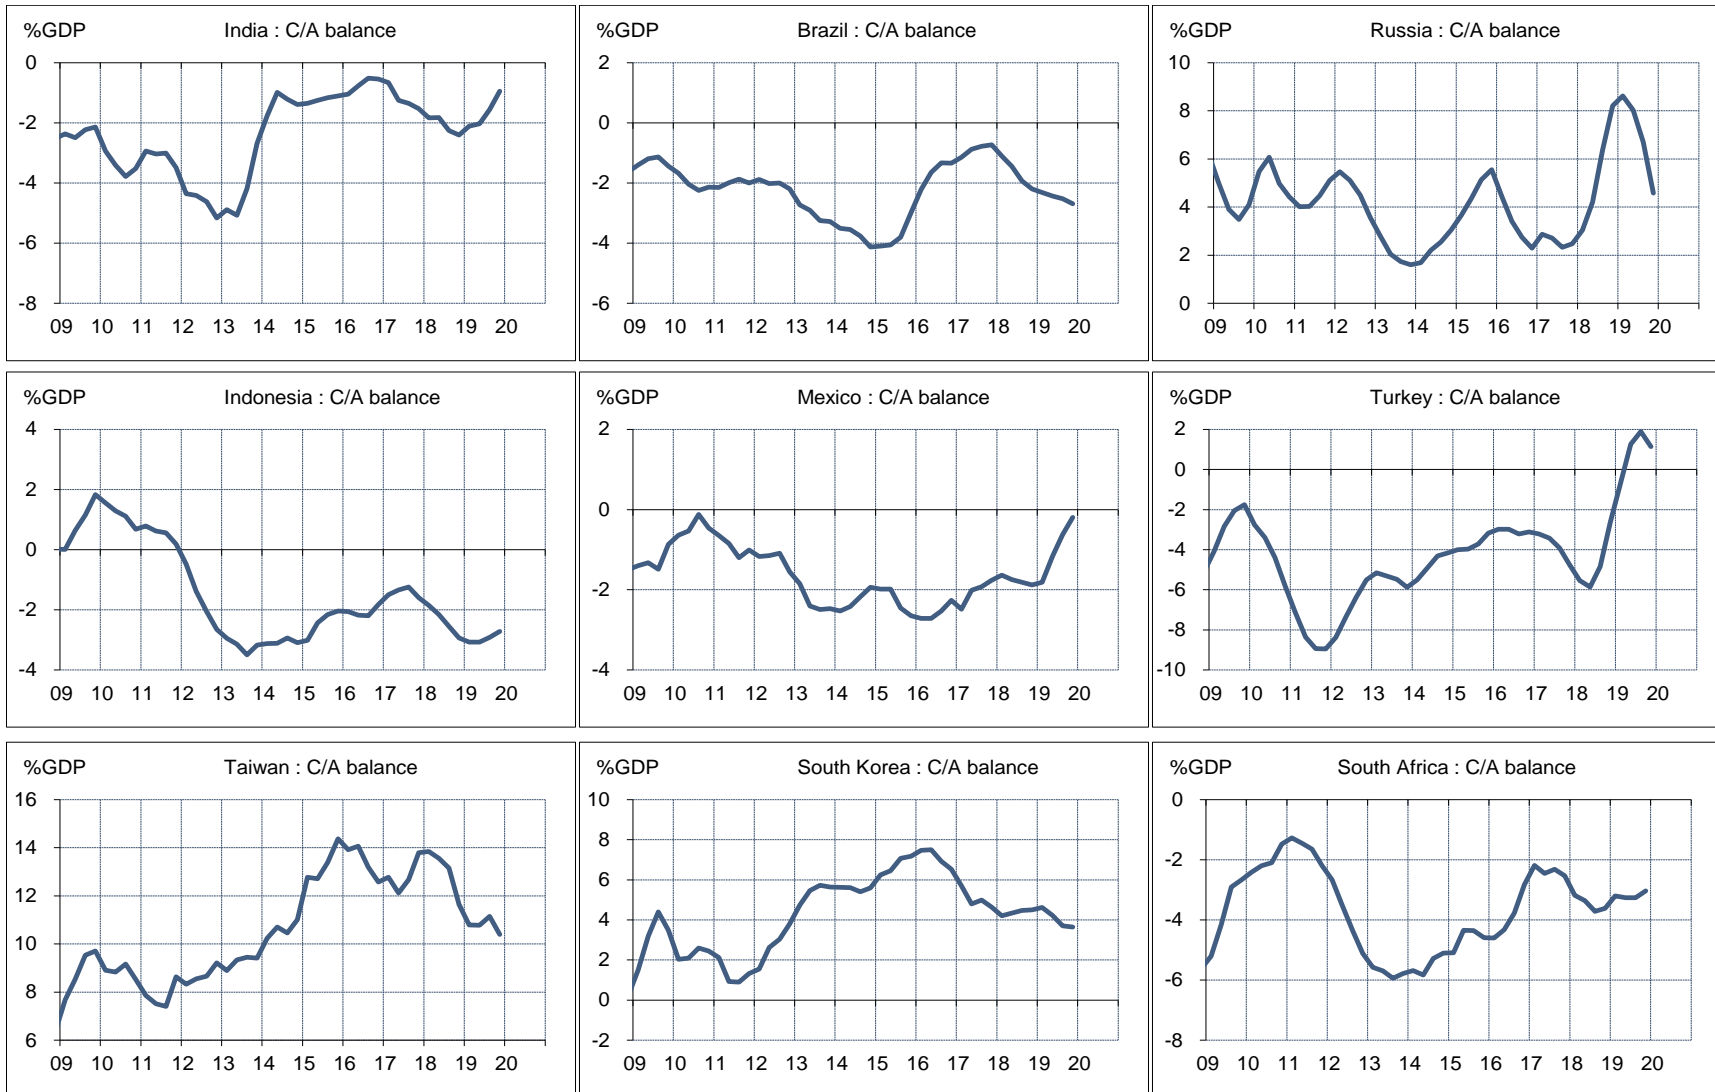 %GDP India : C/A balance
0
-2
-4
-6
-8
09 10 11 12 13 14 15 16 17 18 19 20
%GDP Brazil : C/A balance
2
0
-2
-4
-6
09 10 11 12 13 14 15 16 17 18 19 20
%GDP Russia : C/A balance
10
8
6
4
2
0
09 10 11 12 13 14 15 16 17 18 19 20
%GDP Indonesia : C/A balance
4
2
0
-2
-4
09 10 11 12 13 14 15 16 17 18 19 20
%GDP Mexico : C/A balance
2
0
-2
-4
09 10 11 12 13 14 15 16 17 18 19 20
%GDP Turkey : C/A balance
2
0
-2
-4
-6
-8
-10
09 10 11 12 13 14 15 16 17 18 19 20
%GDP Taiwan : C/A balance
16
14
12
10
8
6
09 10 11 12 13 14 15 16 17 18 19 20
%GDP South Korea : C/A balance
10
8
6
4
2
0
-2
09 10 11 12 13 14 15 16 17 18 19 20
%GDP South Africa : C/A balance
0
-2
-4
-6
-8
09 10 11 12 13 14 15 16 17 18 19 20